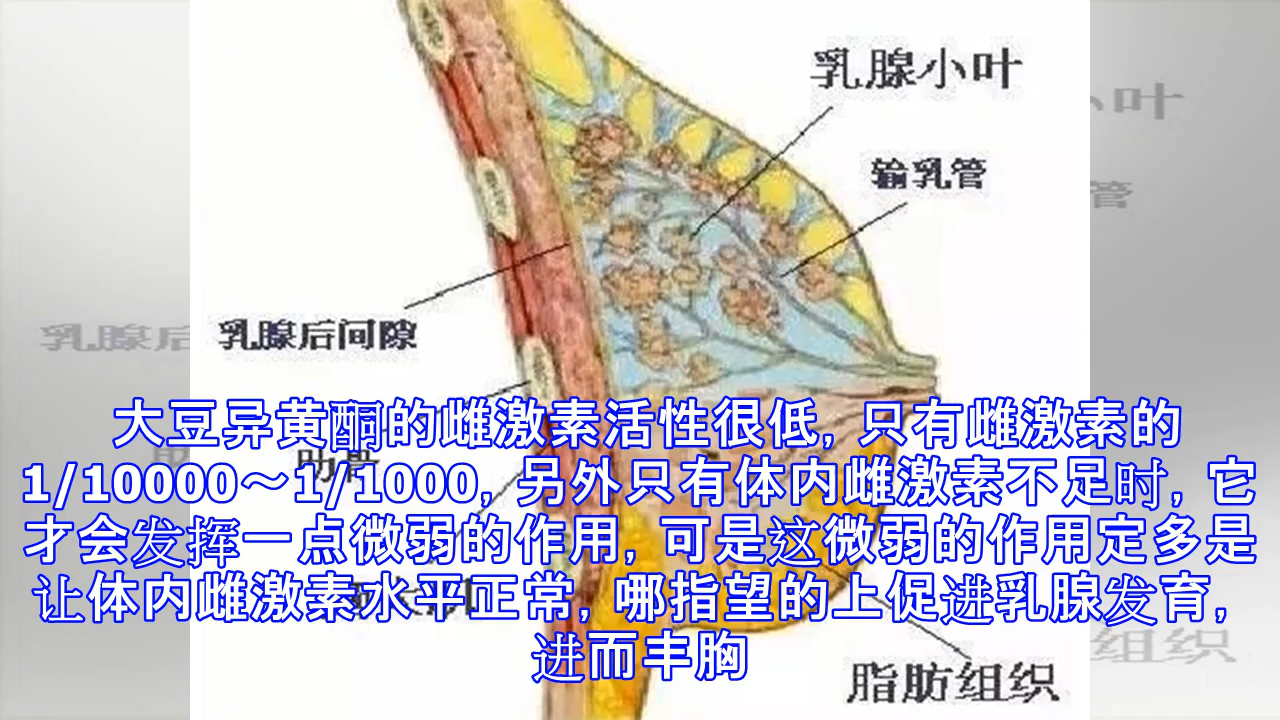 乳腺小叶
输乳管
乳腺后间隙
大豆异黄酮的雌激素活性很低, 只有雌激素的
1/10000～1/1000, 另外只有体内雌激素不足时, 它
才会发挥一点微弱的作用, 可是这微弱的作用定多是
让体内雌激素水平正常, 哪指望的上促进乳腺发育,
进而丰胸
脂肪组织